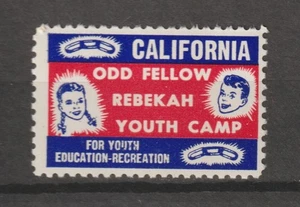 CALIFORNIA
ODD FELLOW
REBEKAH
YOUTH CAMP
FOR YOUTH
EDUCATION-RECREATION